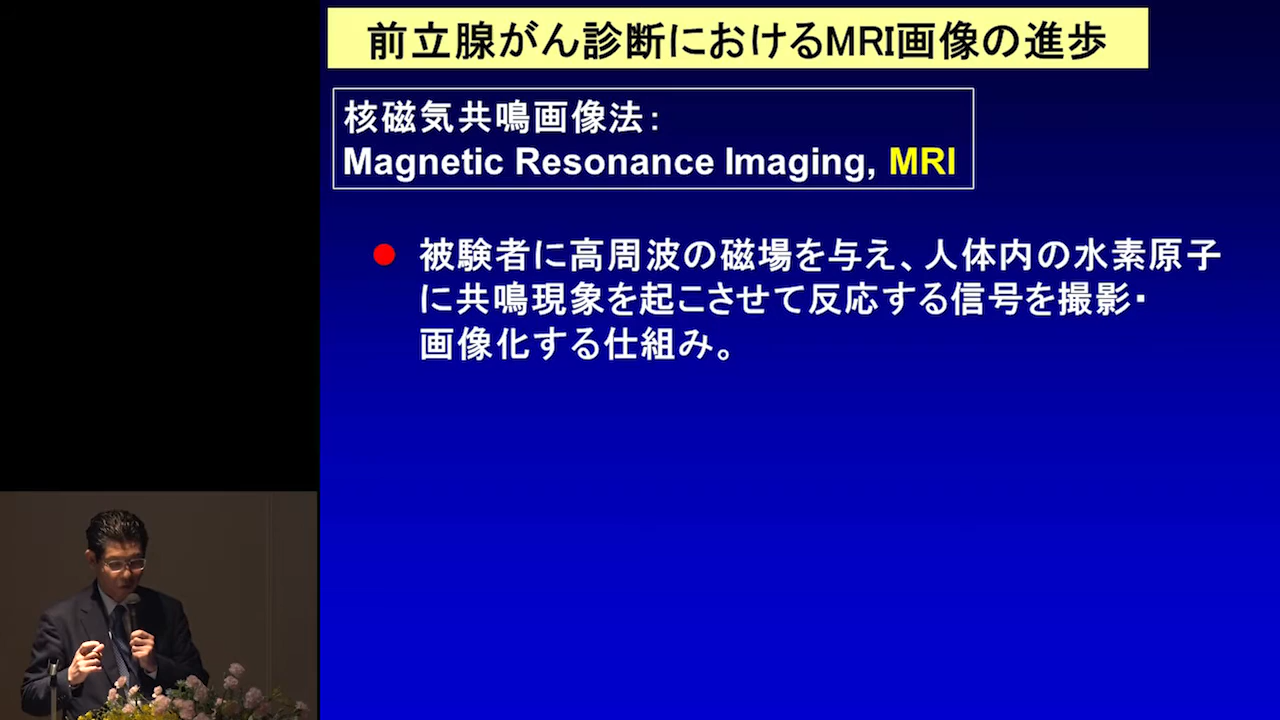 前立腺がん診断におけるMRI画像の進歩
核磁気共鳴画像法：
Magnetic Resonance Imaging, MRI
被験者に高周波の磁場を与え、人体内の水素原子
に共鳴現象を起こさせて反応する信号を撮影・
画像化する仕組み。